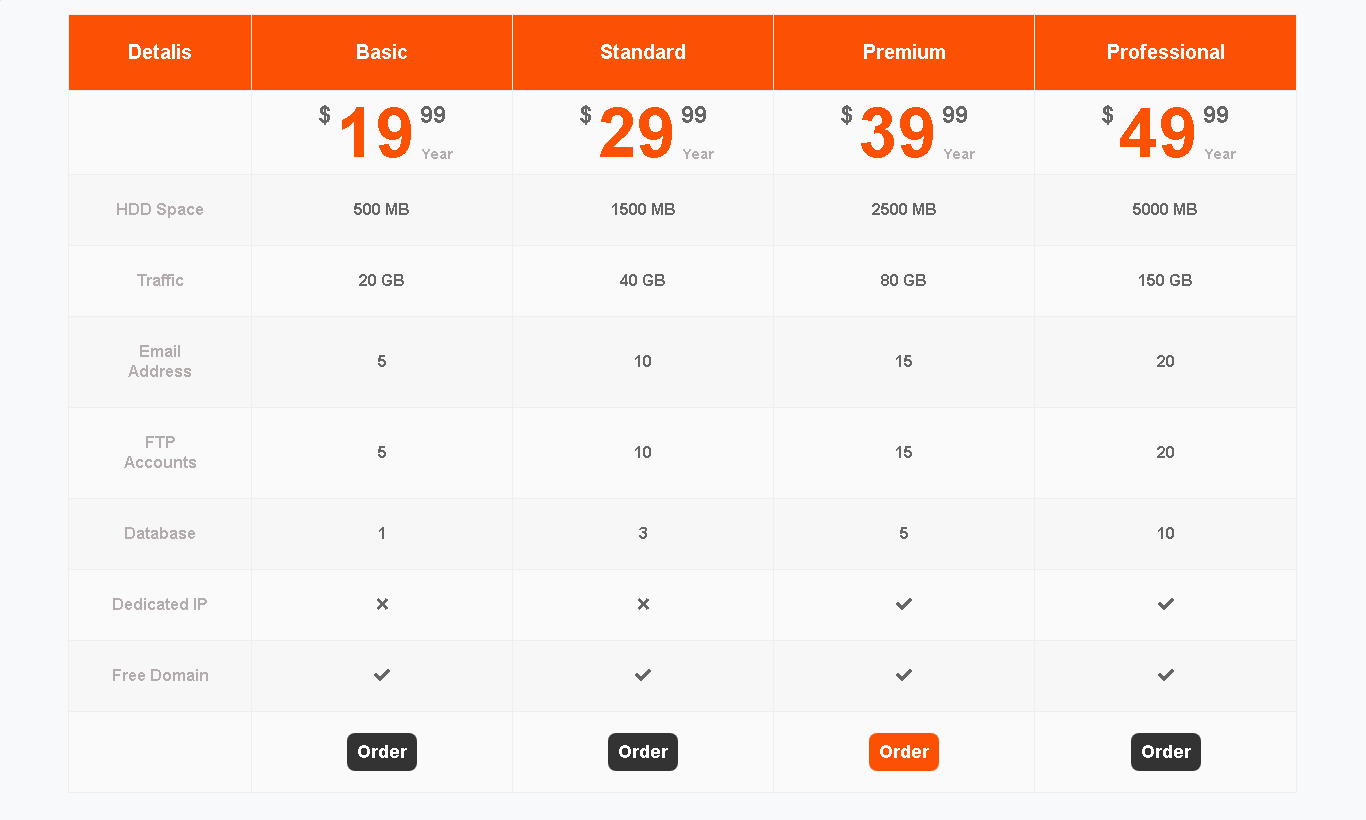 Detalis Basic Standard Premium Professional
$ 19 99 Year $ 29 99 Year $ 39 99 Year $ 49 99 Year
HDD Space 500 MB 1500 MB 2500 MB 5000 MB
Traffic 20 GB 40 GB 80 GB 150 GB
Email
Address 5 10 15 20
FTP
Accounts 5 10 15 20
Database 1 3 5 10
Dedicated IP
Free Domain
Order Order Order Order